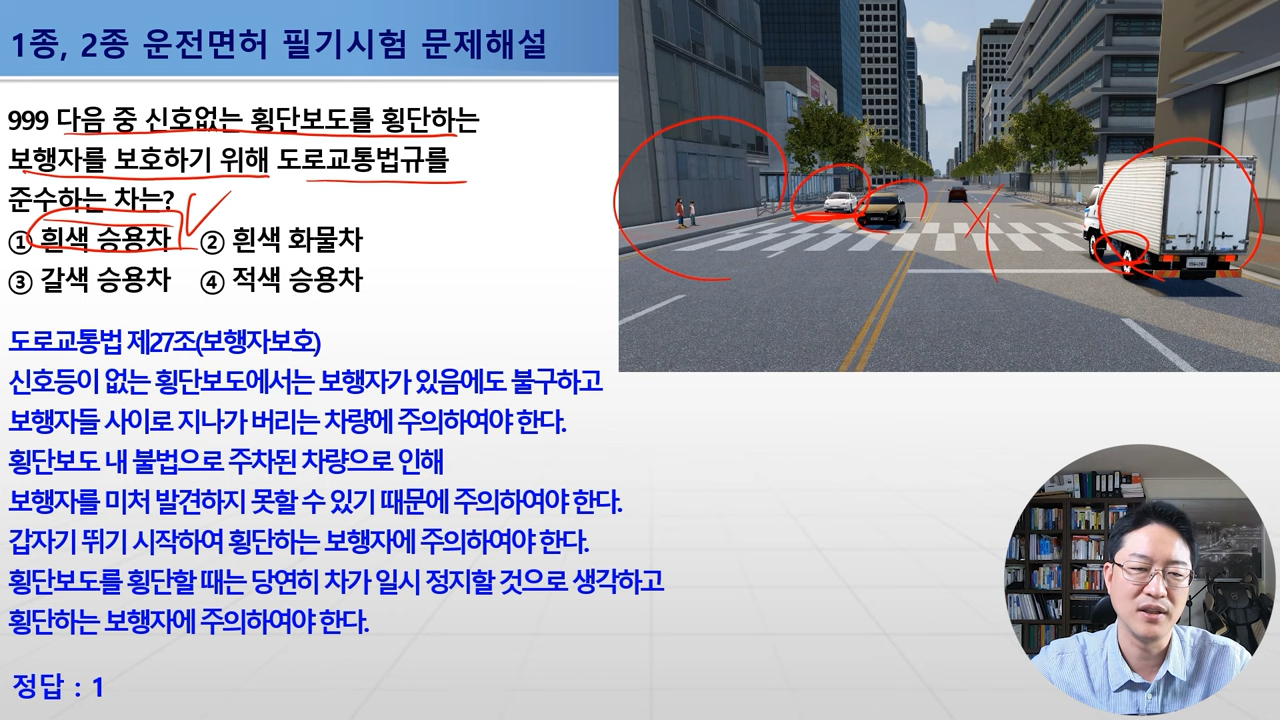 1종, 2종 운전면허 필기시험 문제해설
999 다음 중 신호없는 횡단보도를 횡단하는
보행자를 보호하기 위해 도로교통법규를
준수하는 차는?
① 흰색 승용차 ② 흰색 화물차
③ 갈색 승용차 ④ 적색 승용차
도로교통법 제27조(보행자보호)
신호등이 없는 횡단보도에서는 보행자가 있음에도 불구하고
보행자들 사이로 지나가 버리는 차량에 주의하여야 한다.
횡단보도 내 불법으로 주차된 차량으로 인해
보행자를 미처 발견하지 못할 수 있기 때문에 주의하여야 한다.
갑자기 뛰기 시작하여 횡단하는 보행자에 주의하여야 한다.
횡단보도를 횡단할 때는 당연히 차가 일시 정지할 것으로 생각하고
횡단하는 보행자에 주의하여야 한다.
정답 : 1